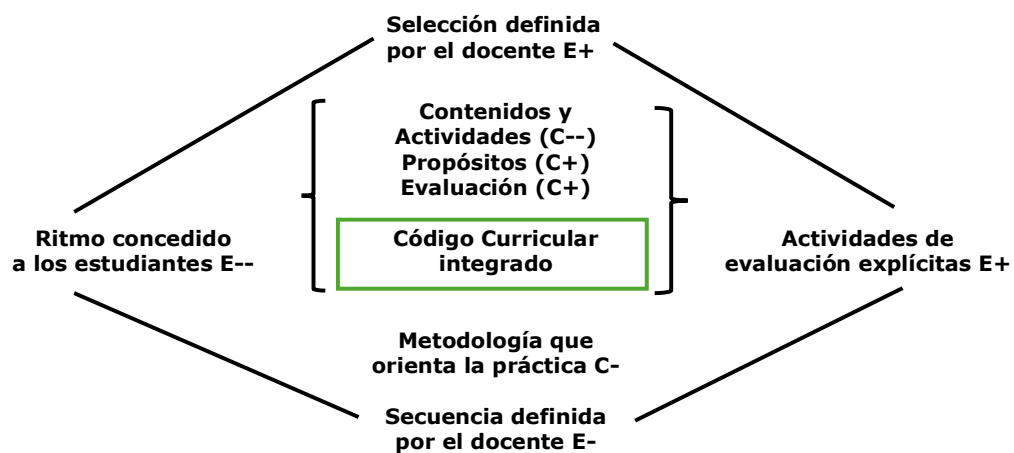 Selección definida
por el docente E+
Contenidos y
Actividades (C--)
Propósitos (C+)
Evaluación (C+)
Ritmo concedido
a los estudiantes E--
Código Curricular
integrado
Actividades de
evaluación explícitas E+
Metodología que
orienta la práctica C-
Secuencia definida
por el docente E-